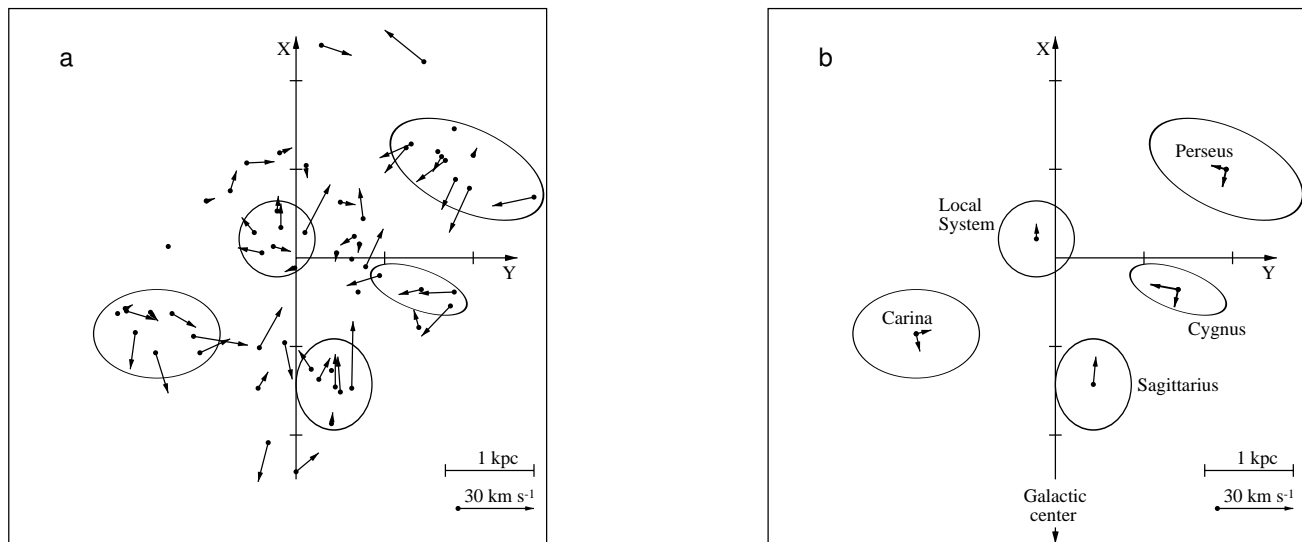 a
X
Y
1 kpc
30 km s⁻¹
b
X
Perseus
Local
System
Y
Carina
Cygnus
Sagittarius
1 kpc
Galactic
center
30 km s⁻¹